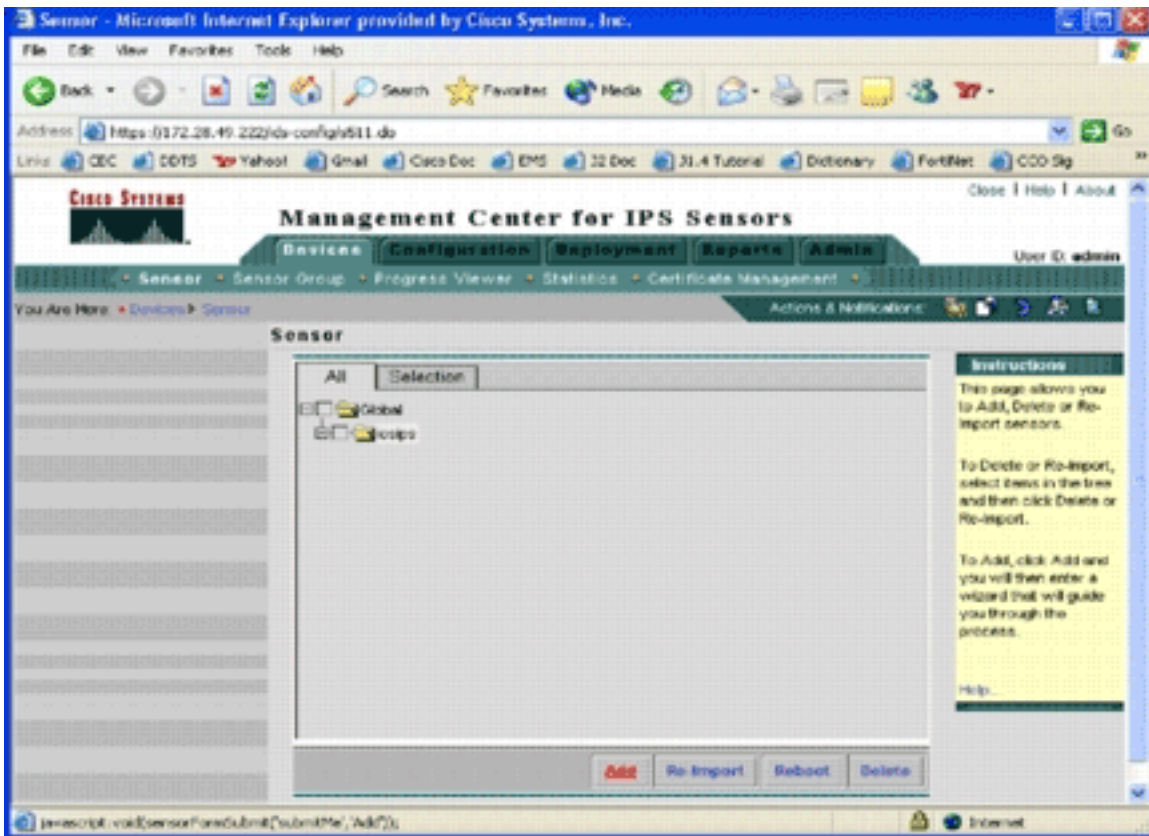 Sensor - Microsoft Internet Explorer provided by Cisco Systems, Inc.
File Edit View Favorites Tools Help
Back Search Favorites Media
Address https://172.28.49.222/ids-config/s511.do Go
Links CEC DDTS Yahoo! Gmail Cisco Doc EMS 32 Doc 31.4 Tutorial Dictionary FortiNet CCO Sig
Close | Help | About
CISCO SYSTEMS
Management Center for IPS Sensors
Devices Configuration Deployment Reports Admin
User ID: admin
Sensor Sensor Group Progress Viewer Statistics Certificate Management
You Are Here: Devices Sensor
Actions & Notifications:
Sensor
All Selection
Global
iosips
Instructions
This page allows you
to Add, Delete or Re-
Import sensors.
To Delete or Re-Import,
select items in the tree
and then click Delete or
Re-Import.
To Add, click Add and
you will then enter a
wizard that will guide
you through the
process.
Help...
Add Re-Import Reboot Delete
javascript:void(sensorFormSubmit('submitMe','Add'));
Internet